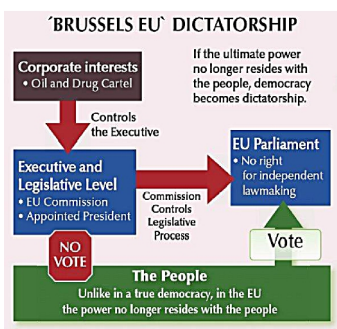 ´BRUSSELS EU` DICTATORSHIP
Corporate interests
• Oil and Drug Cartel
If the ultimate power
no longer resides with
the people, democracy
becomes dictatorship.
Controls
the Executive
Executive and
Legislative Level
• EU Commission
• Appointed President
Commission
Controls
Legislative
Process
EU Parliament
• No right
for independent
lawmaking
NO
VOTE
Vote
The People
Unlike in a true democracy, in the EU
the power no longer resides with the people